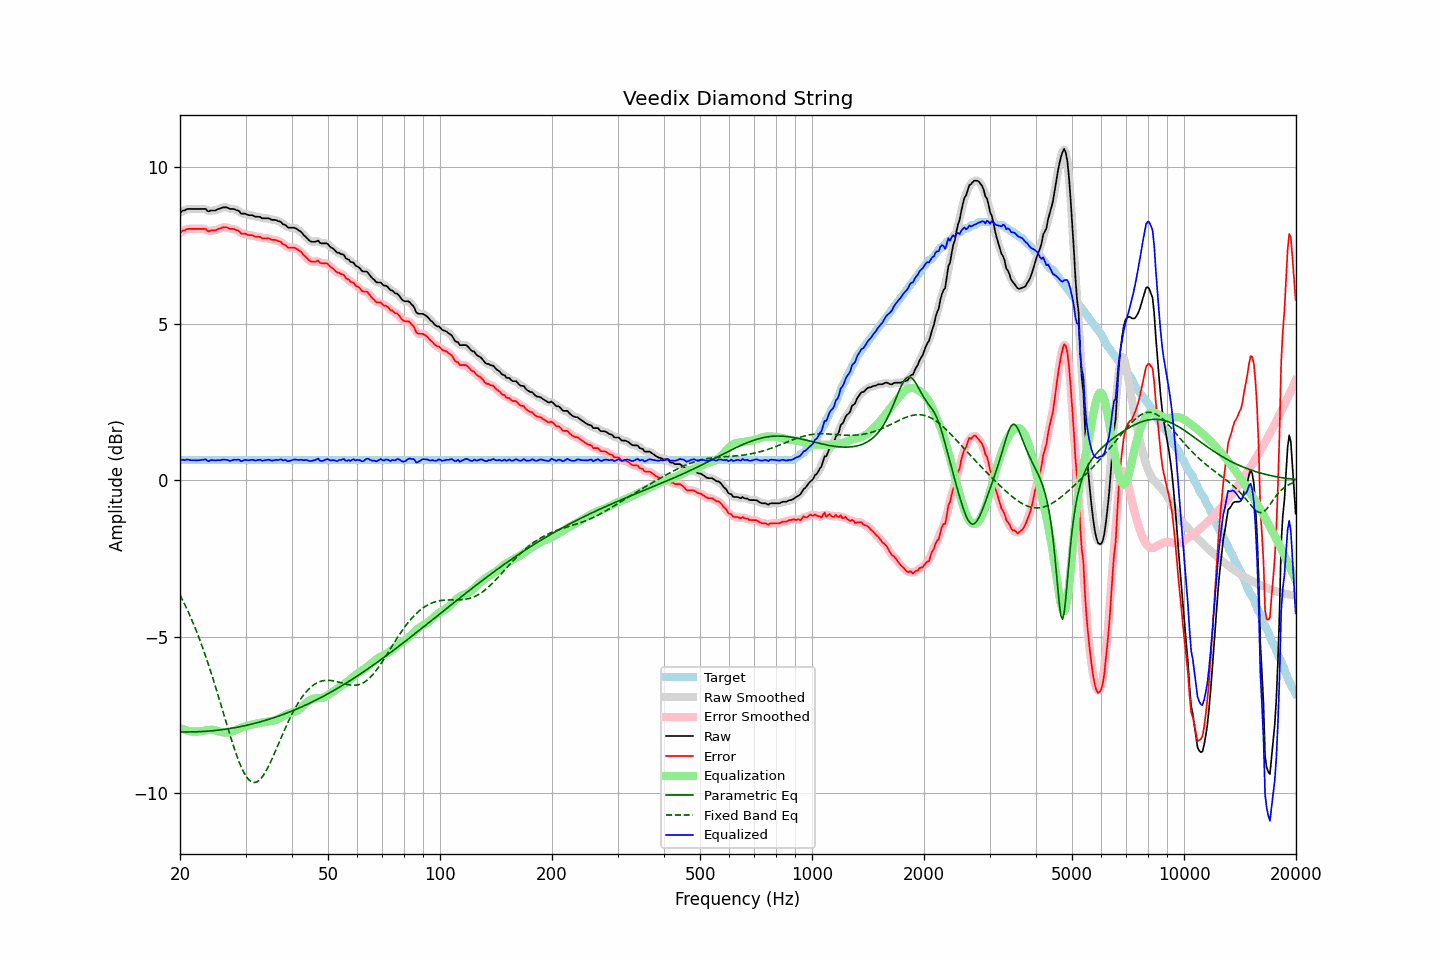 Veedix Diamond String
Amplitude (dBr)
10
5
0
−5
−10
Target
Raw Smoothed
Error Smoothed
Raw
Error
Equalization
Parametric Eq
Fixed Band Eq
Equalized
20 50 100 200 500 1000 2000 5000 10000 20000
Frequency (Hz)